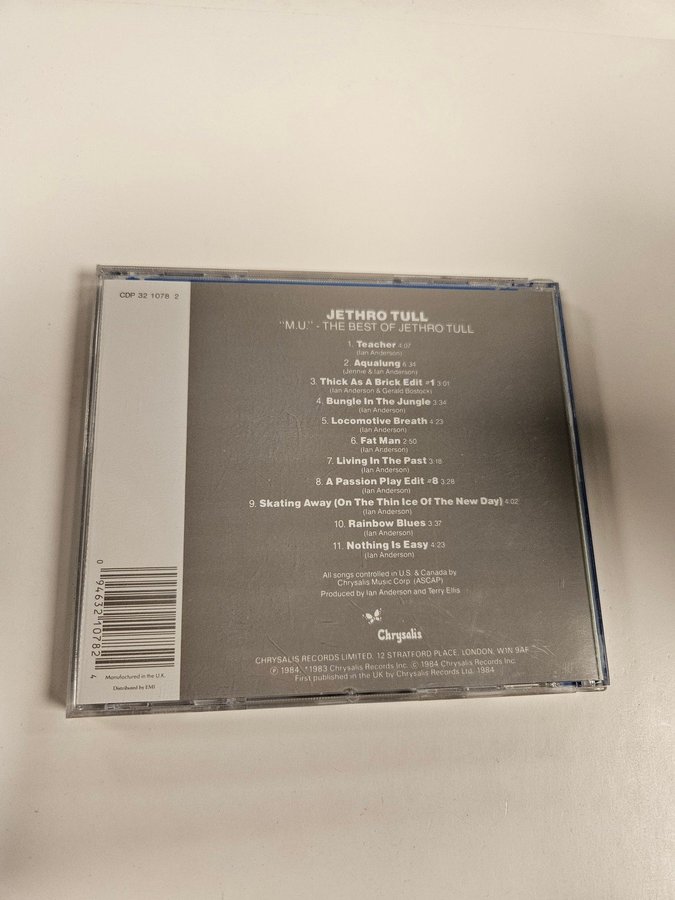 CDP 32 1078 2
JETHRO TULL
"M.U." - THE BEST OF JETHRO TULL
1. Teacher 4:07
(Ian Anderson)
2. Aqualung 6:34
(Jennie & Ian Anderson)
3. Thick As A Brick Edit #1 3:01
(Ian Anderson & Gerald Bostock)
4. Bungle In The Jungle 3:34
(Ian Anderson)
5. Locomotive Breath 4:23
(Ian Anderson)
6. Fat Man 2:50
(Ian Anderson)
7. Living In The Past 3:18
(Ian Anderson)
8. A Passion Play Edit #8 3:28
(Ian Anderson)
9. Skating Away (On The Thin Ice Of The New Day) 4:02
(Ian Anderson)
10. Rainbow Blues 3:37
(Ian Anderson)
11. Nothing Is Easy 4:23
(Ian Anderson)
All songs controlled in U.S. & Canada by
Chrysalis Music Corp. (ASCAP)
Produced by Ian Anderson and Terry Ellis
Chrysalis
CHRYSALIS RECORDS LIMITED, 12 STRATFORD PLACE, LONDON, W1N 9AF
Ⓟ 1984, *1983 Chrysalis Records Inc. © 1984 Chrysalis Records Inc.
First published in the UK by Chrysalis Records Ltd. 1984
0 94632 10782 4
Manufactured in the U.K.
Distributed by EMI